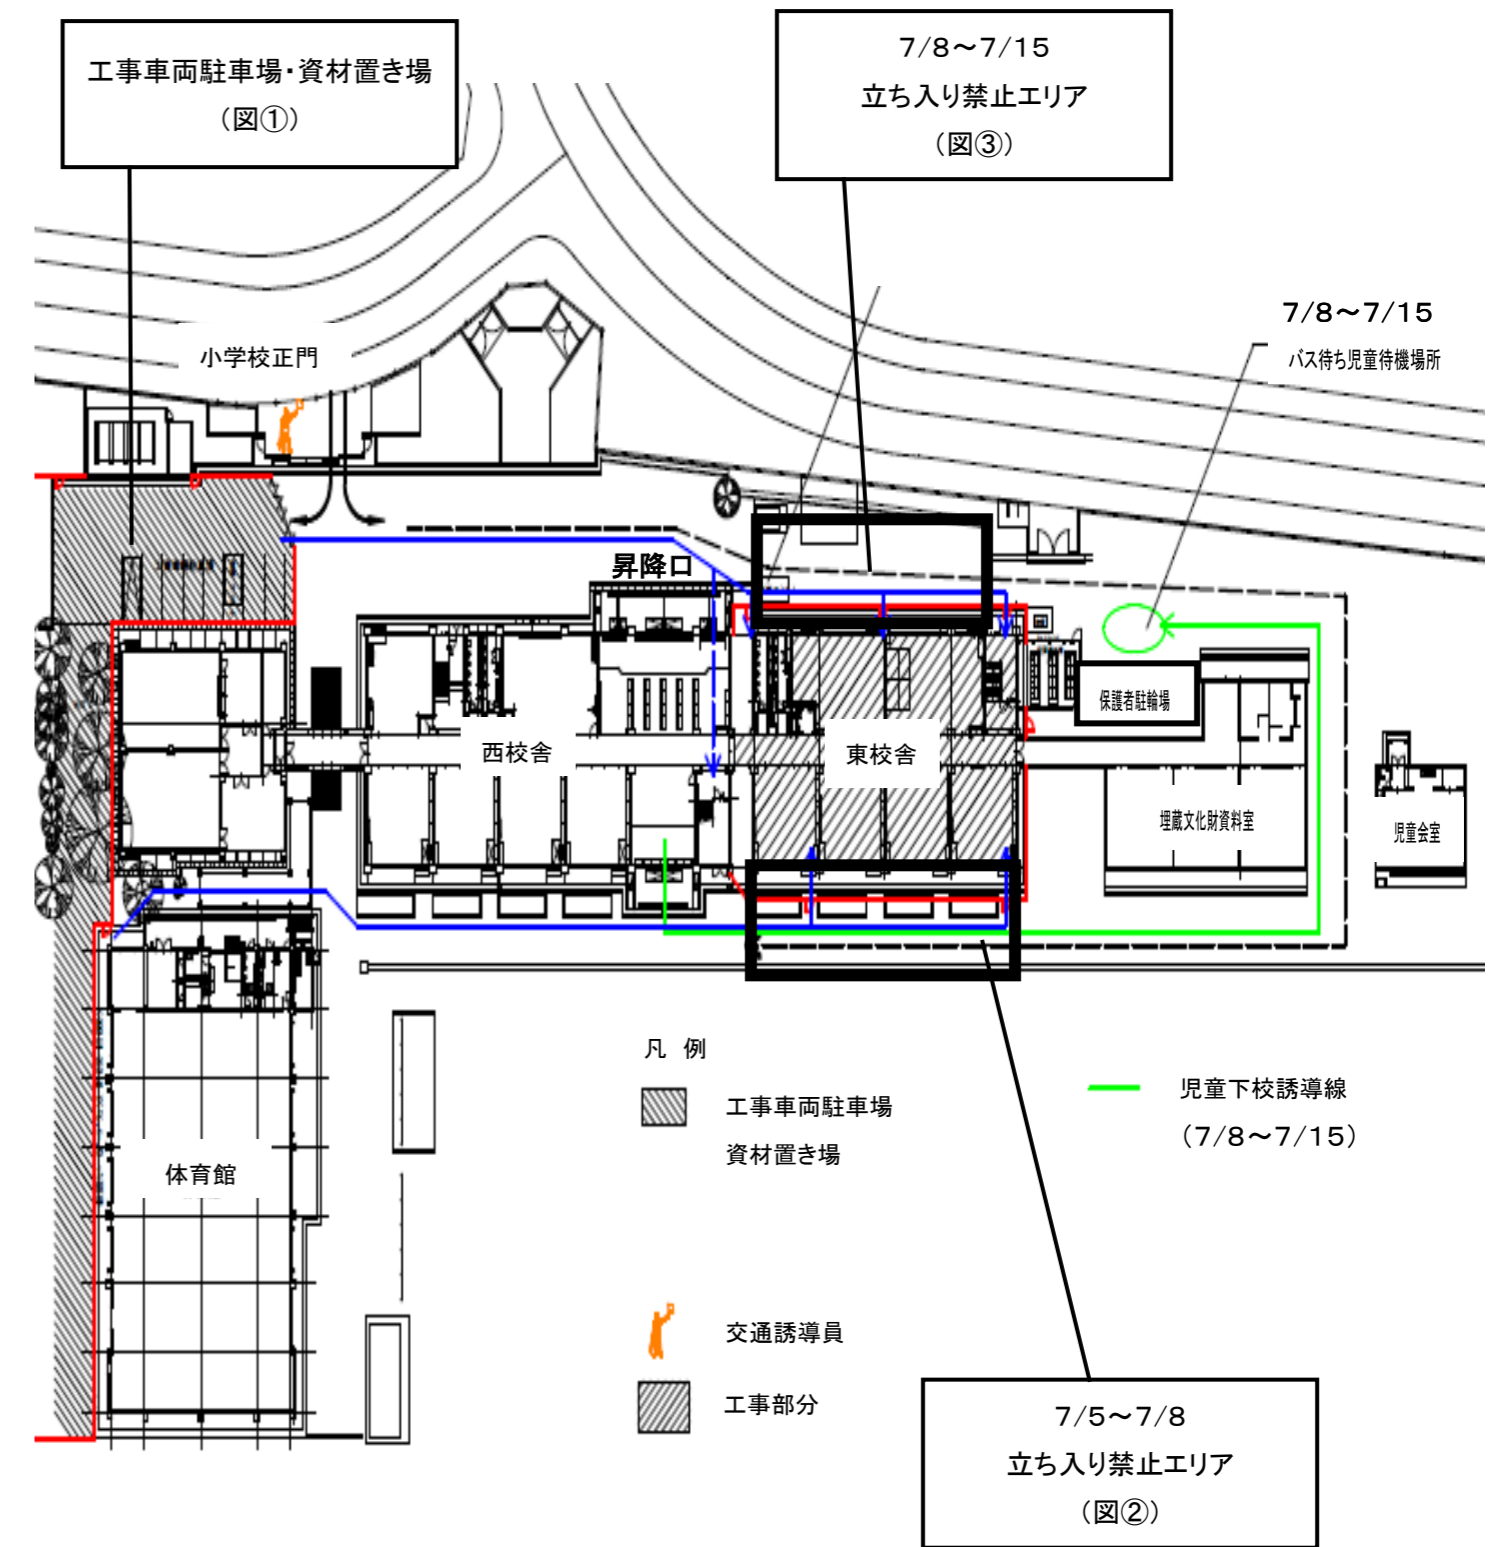 工事車両駐車場・資材置き場
（図①）
7/8～7/15
立ち入り禁止エリア
（図③）
7/8～7/15
バス待ち児童待機場所
小学校正門
昇降口
保護者駐輪場
西校舎
東校舎
埋蔵文化財資料室
児童会室
凡 例
工事車両駐車場
資材置き場
児童下校誘導線
（7/8～7/15）
体育館
交通誘導員
工事部分
7/5～7/8
立ち入り禁止エリア
（図②）